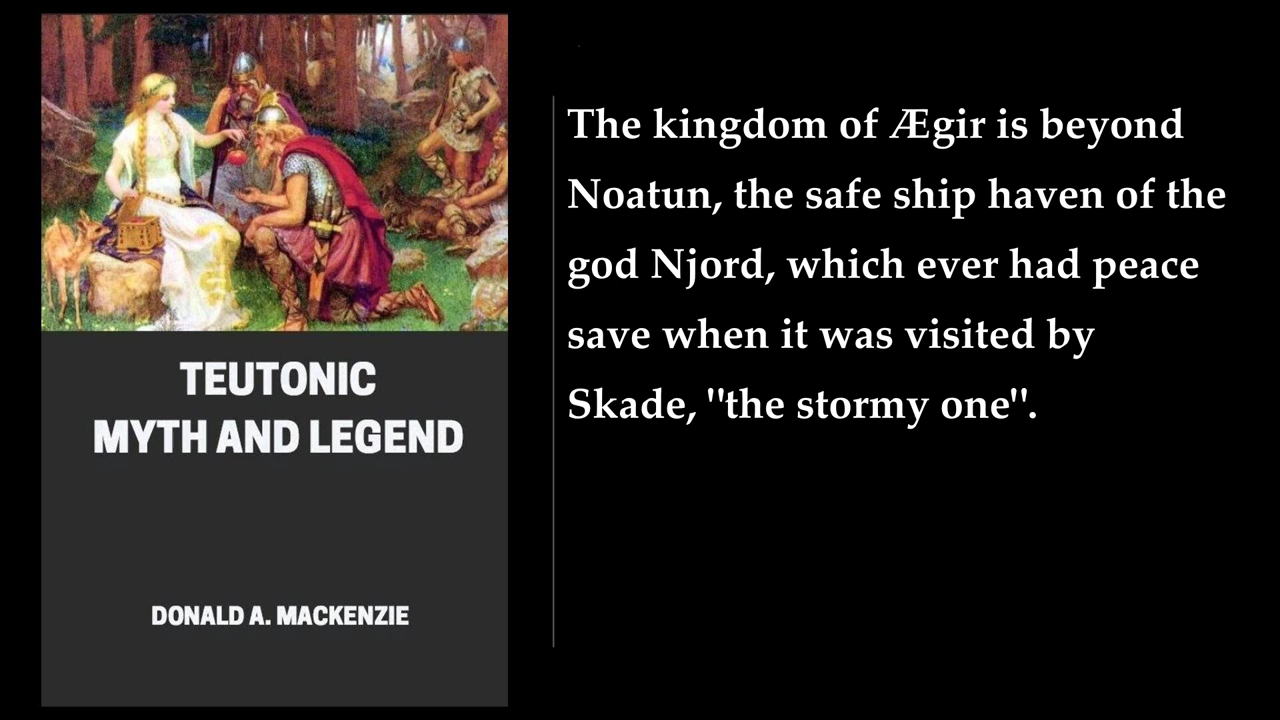 TEUTONIC
MYTH AND LEGEND
DONALD A. MACKENZIE
The kingdom of Ægir is beyond
Noatun, the safe ship haven of the
god Njord, which ever had peace
save when it was visited by
Skade, "the stormy one".